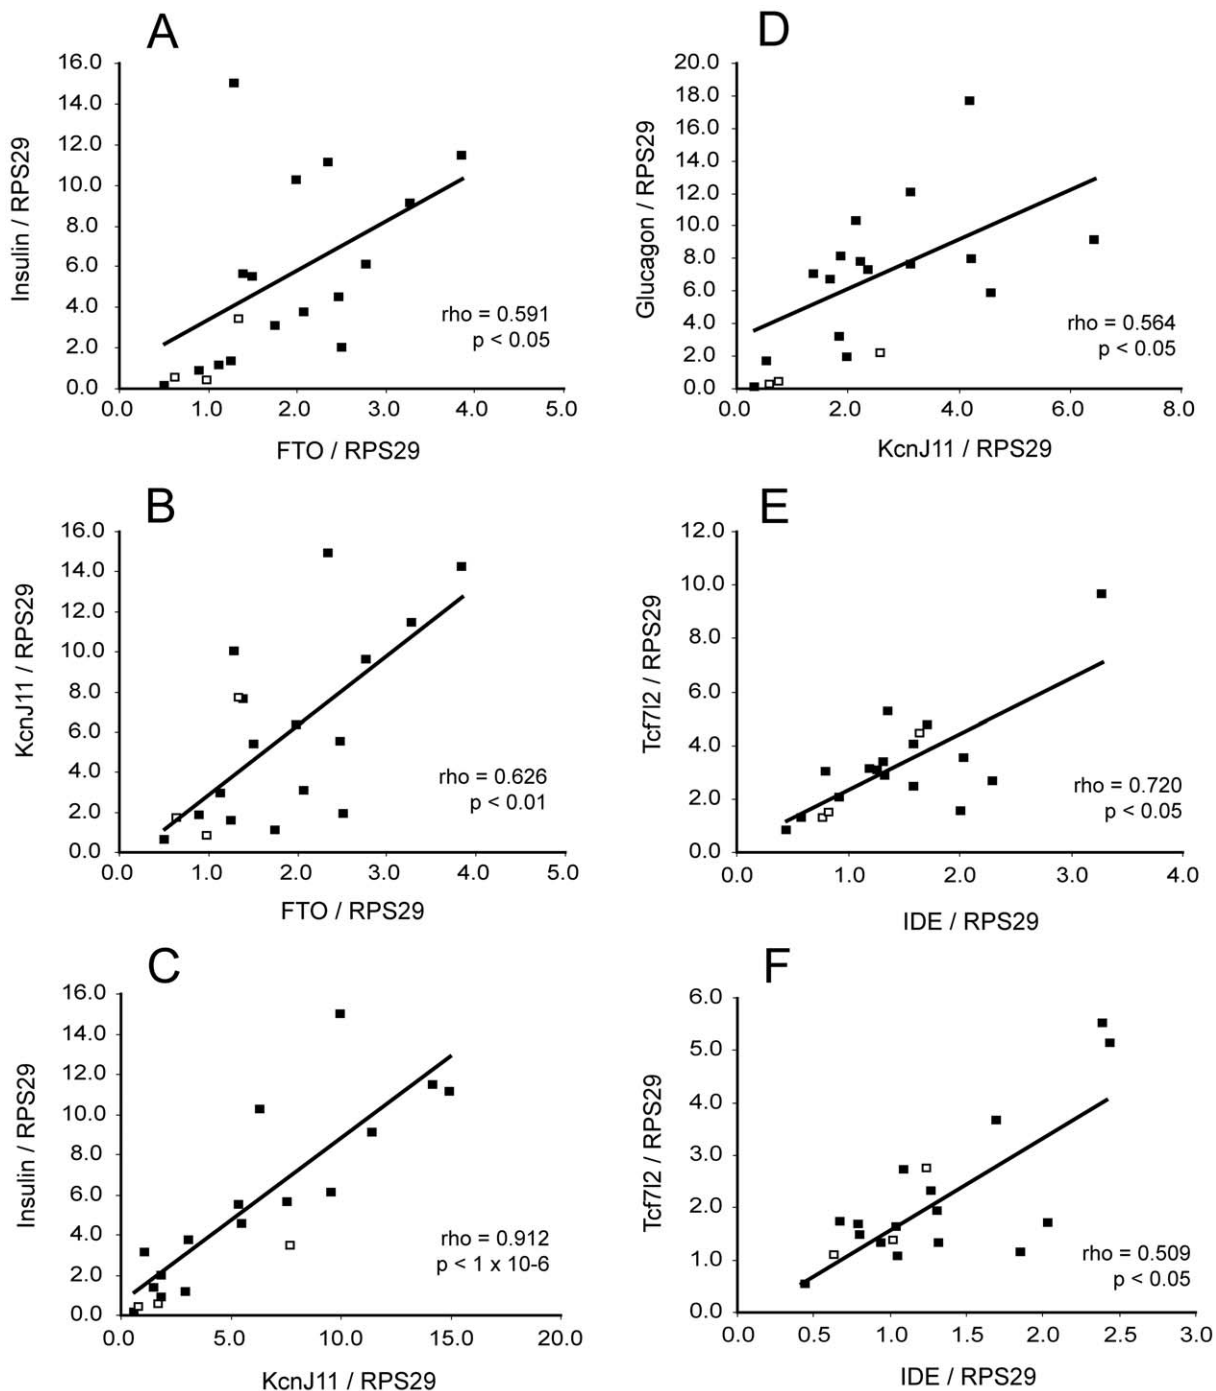 A
16.0
14.0
12.0
10.0
8.0
6.0
4.0
2.0
0.0
Insulin / RPS29
rho = 0.591
p < 0.05
0.0 1.0 2.0 3.0 4.0 5.0
FTO / RPS29
B
16.0
14.0
12.0
10.0
8.0
6.0
4.0
2.0
0.0
KcnJ11 / RPS29
rho = 0.626
p < 0.01
0.0 1.0 2.0 3.0 4.0 5.0
FTO / RPS29
C
16.0
14.0
12.0
10.0
8.0
6.0
4.0
2.0
0.0
Insulin / RPS29
rho = 0.912
p < 1 x 10-6
0.0 5.0 10.0 15.0 20.0
KcnJ11 / RPS29
D
20.0
18.0
16.0
14.0
12.0
10.0
8.0
6.0
4.0
2.0
0.0
Glucagon / RPS29
rho = 0.564
p < 0.05
0.0 2.0 4.0 6.0 8.0
KcnJ11 / RPS29
E
12.0
10.0
8.0
6.0
4.0
2.0
0.0
Tcf7l2 / RPS29
rho = 0.720
p < 0.05
0.0 1.0 2.0 3.0 4.0
IDE / RPS29
F
6.0
5.0
4.0
3.0
2.0
1.0
0.0
Tcf7l2 / RPS29
rho = 0.509
p < 0.05
0.0 0.5 1.0 1.5 2.0 2.5 3.0
IDE / RPS29